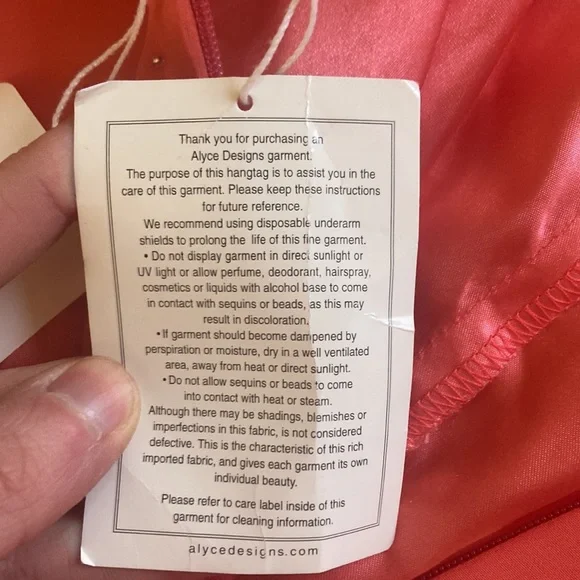 Thank you for purchasing an
Alyce Designs garment.
The purpose of this hangtag is to assist you in the
care of this garment. Please keep these instructions
for future reference.
We recommend using disposable underarm
shields to prolong the life of this fine garment.
• Do not display garment in direct sunlight or
UV light or allow perfume, deodorant, hairspray,
cosmetics or liquids with alcohol base to come
in contact with sequins or beads, as this may
result in discoloration.
• If garment should become dampened by
perspiration or moisture, dry in a well ventilated
area, away from heat or direct sunlight.
• Do not allow sequins or beads to come
into contact with heat or steam.
Although there may be shadings, blemishes or
imperfections in this fabric, is not considered
defective. This is the characteristic of this rich
imported fabric, and gives each garment its own
individual beauty.
Please refer to care label inside of this
garment for cleaning information.
alycedesigns.com